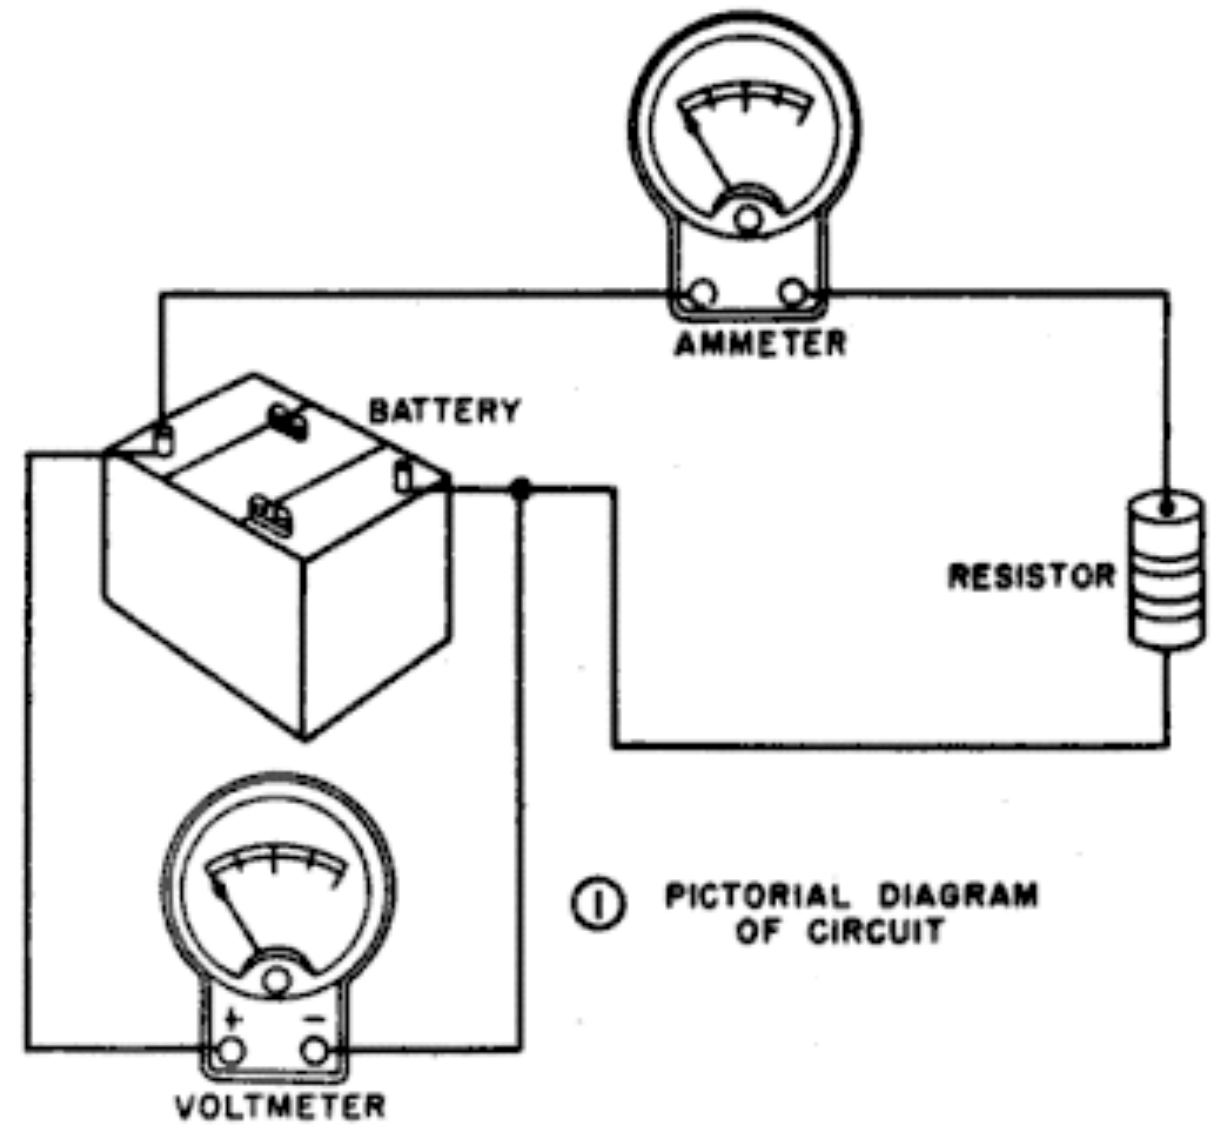 AMMETER
BATTERY
RESISTOR
① PICTORIAL DIAGRAM
OF CIRCUIT
+ −
VOLTMETER